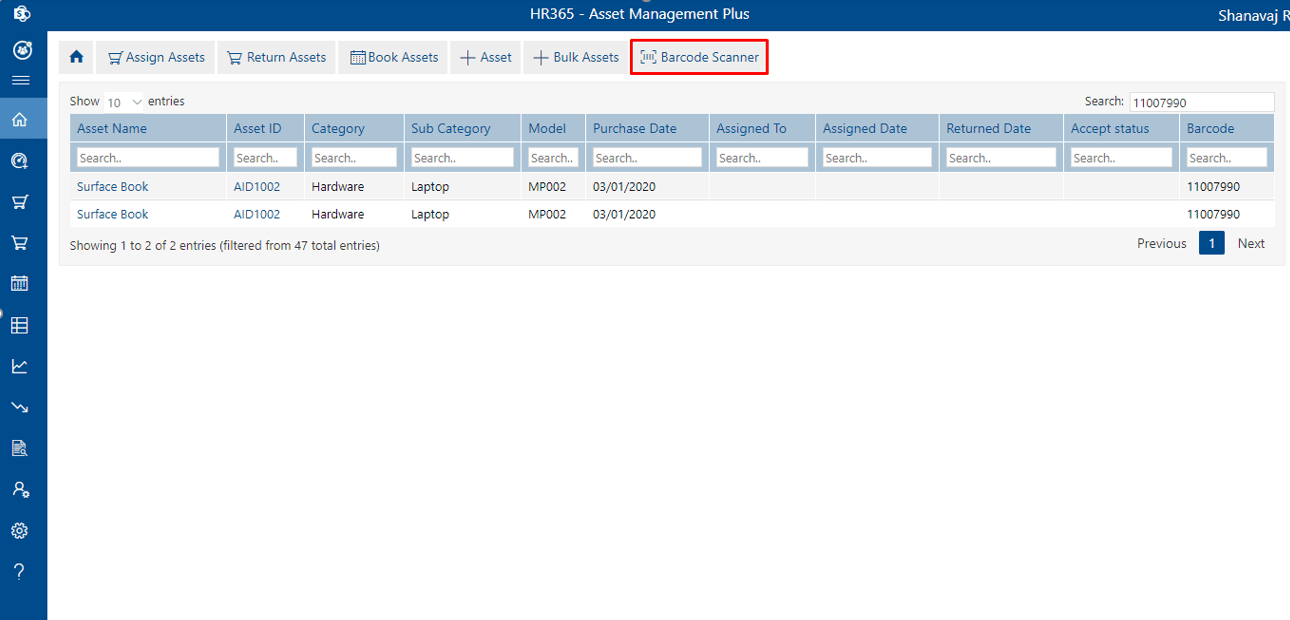 HR365 - Asset Management Plus
Shanavaj R
Assign Assets Return Assets Book Assets Asset Bulk Assets Barcode Scanner
Show 10 entries Search: 11007990
Asset Name Asset ID Category Sub Category Model Purchase Date Assigned To Assigned Date Returned Date Accept status Barcode
Search.. Search.. Search.. Search.. Search.. Search.. Search.. Search.. Search.. Search.. Search..
Surface Book AID1002 Hardware Laptop MP002 03/01/2020 11007990
Surface Book AID1002 Hardware Laptop MP002 03/01/2020 11007990
Showing 1 to 2 of 2 entries (filtered from 47 total entries) Previous 1 Next